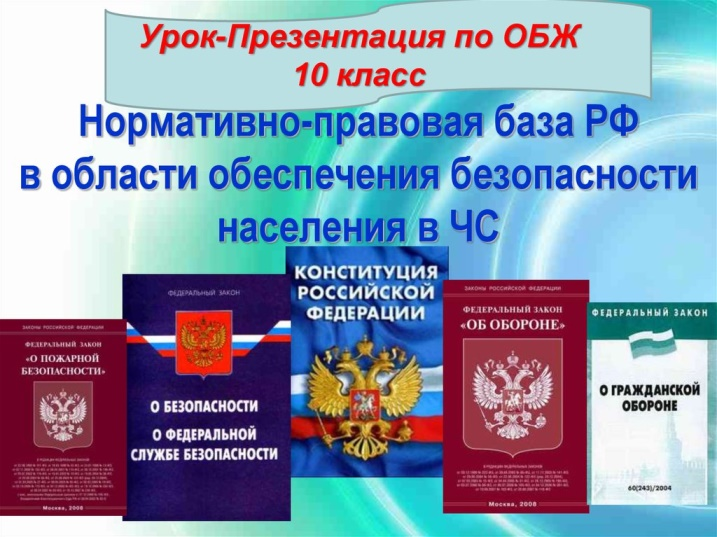 Урок-Презентация по ОБЖ
10 класс
Нормативно-правовая база РФ
в области обеспечения безопасности
населения в ЧС
ЗАКОНЫ РОССИЙСКОЙ ФЕДЕРАЦИИ
ФЕДЕРАЛЬНЫЙ ЗАКОН
«О ПОЖАРНОЙ
БЕЗОПАСНОСТИ»
Москва, 2008
ФЕДЕРАЛЬНЫЙ ЗАКОН
О БЕЗОПАСНОСТИ
О ФЕДЕРАЛЬНОЙ
СЛУЖБЕ БЕЗОПАСНОСТИ
КОНСТИТУЦИЯ
РОССИЙСКОЙ
ФЕДЕРАЦИИ
ЗАКОНЫ РОССИЙСКОЙ ФЕДЕРАЦИИ
ФЕДЕРАЛЬНЫЙ ЗАКОН
«ОБ ОБОРОНЕ»
Москва, 2008
ФЕДЕРАЛЬНЫЙ ЗАКОН
О ГРАЖДАНСКОЙ
ОБОРОНЕ
60(243)/2004